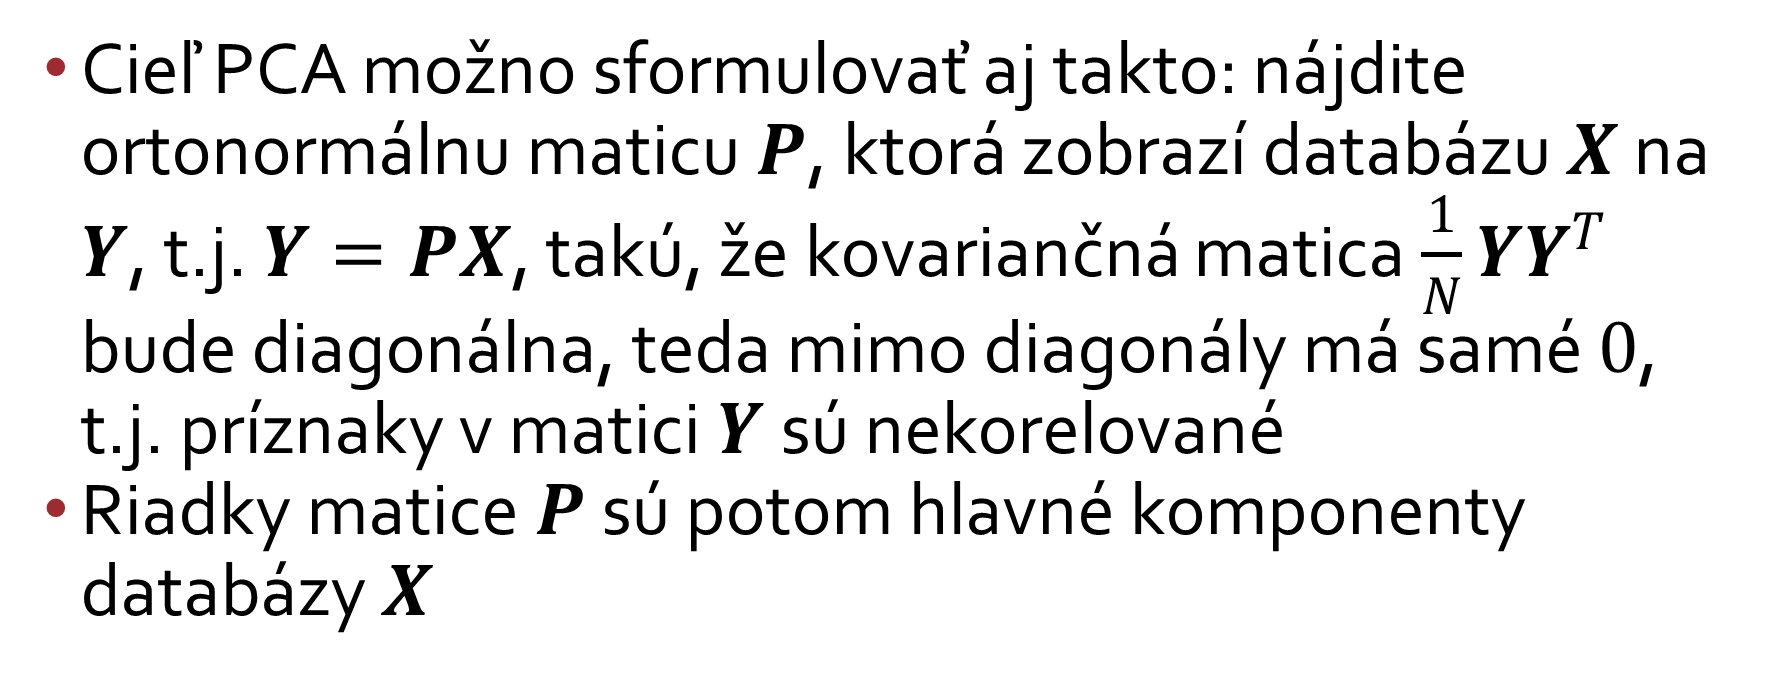 • Cieľ PCA možno sformulovať aj takto: nájdite
ortonormálnu maticu P, ktorá zobrazí databázu X na
Y, t.j. Y = PX, takú, že kovariančná matica 1/N YYᵀ
bude diagonálna, teda mimo diagonály má samé 0,
t.j. príznaky v matici Y sú nekorelované
• Riadky matice P sú potom hlavné komponenty
databázy X